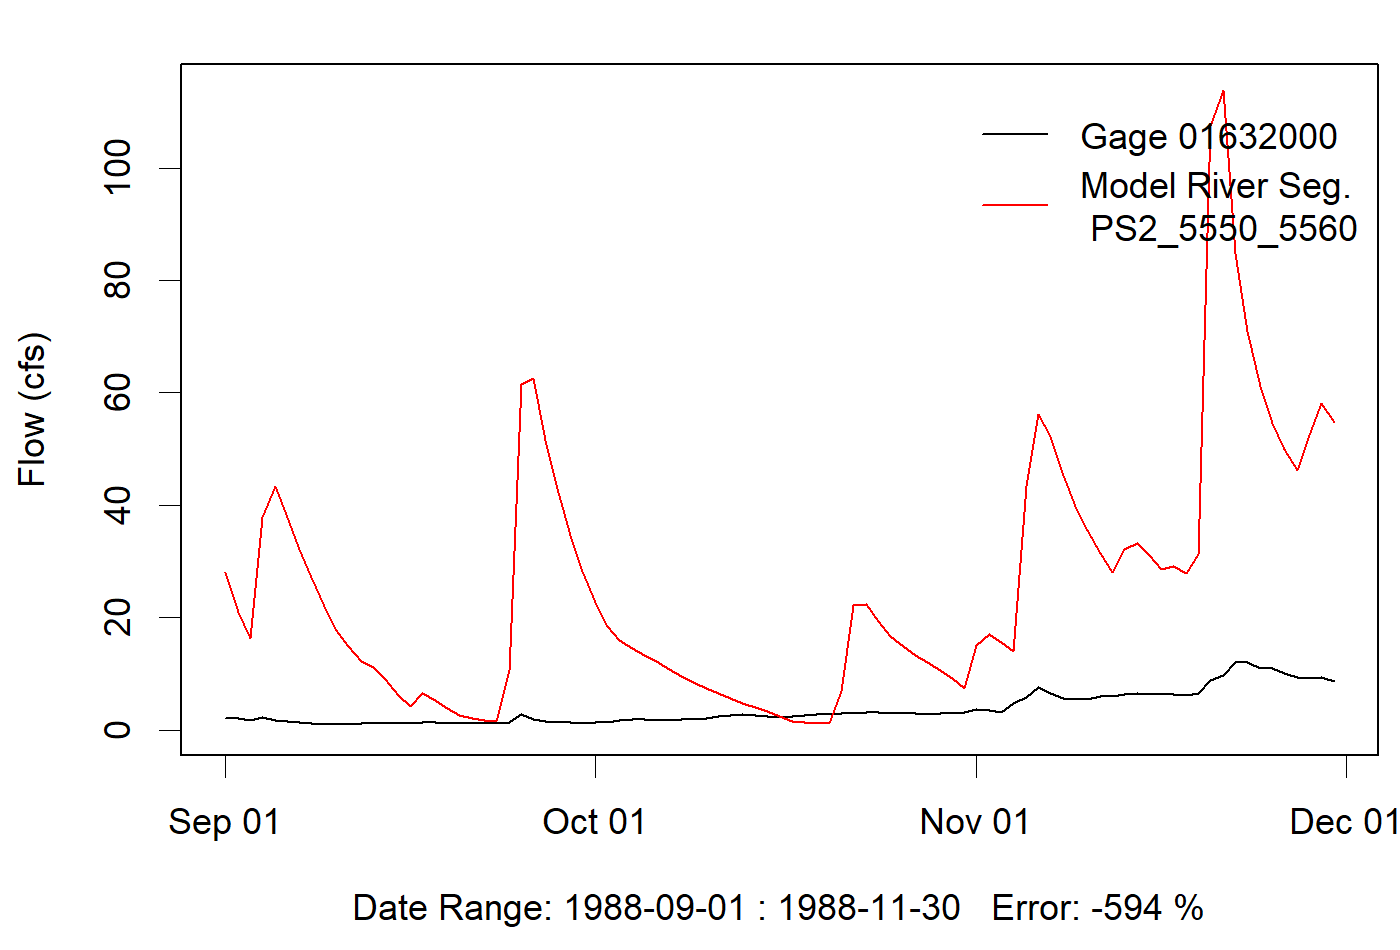 Gage 01632000
Model River Seg.
PS2_5550_5560
Flow (cfs)
100
80
60
40
20
0
Sep 01
Oct 01
Nov 01
Dec 01
Date Range: 1988-09-01 : 1988-11-30 Error: -594 %